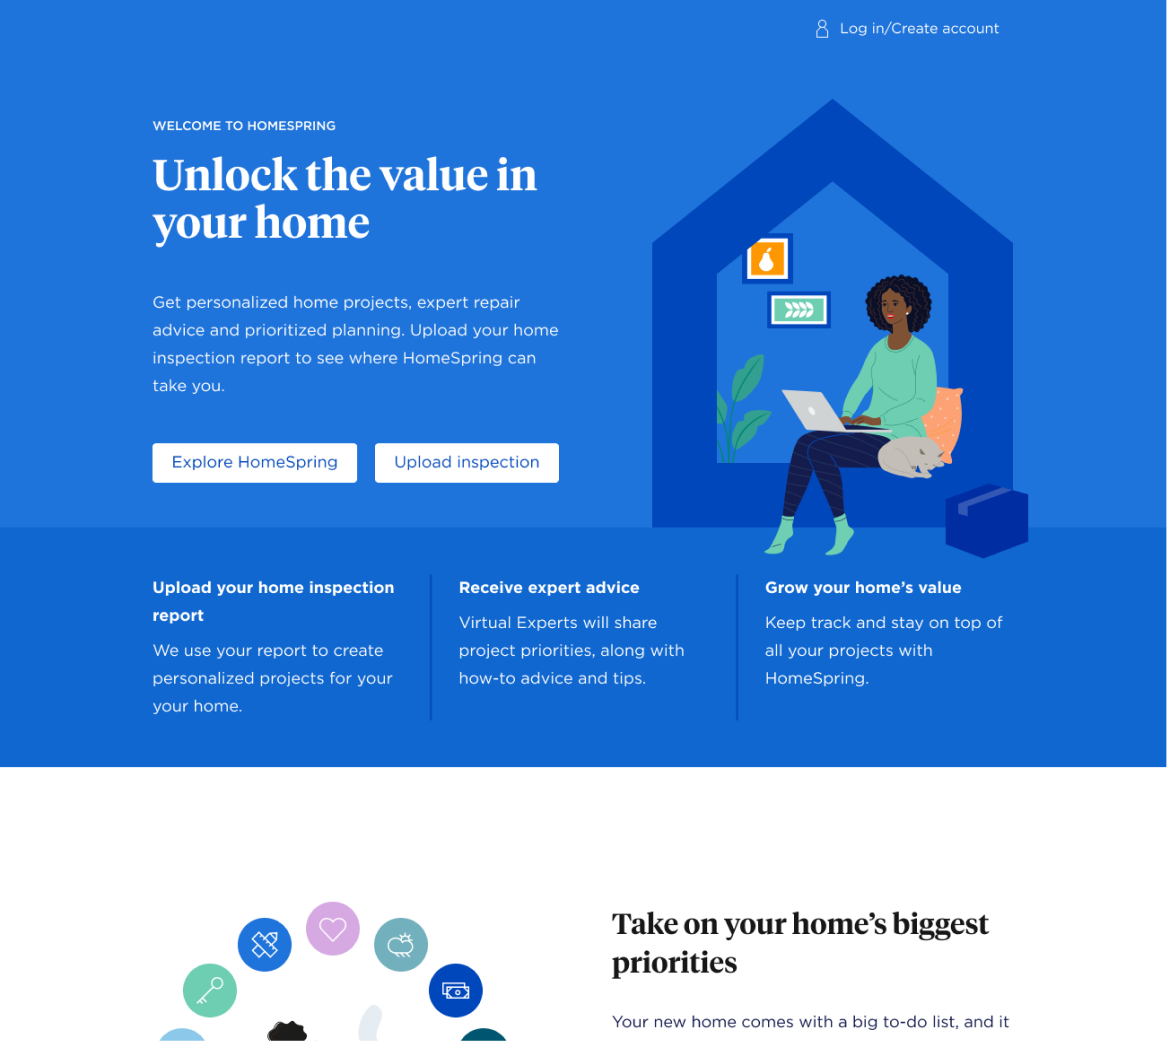 Log in/Create account
WELCOME TO HOMESPRING
Unlock the value in
your home
Get personalized home projects, expert repair
advice and prioritized planning. Upload your home
inspection report to see where HomeSpring can
take you.
Explore HomeSpring
Upload inspection
Upload your home inspection
report
We use your report to create
personalized projects for your
your home.
Receive expert advice
Virtual Experts will share
project priorities, along with
how-to advice and tips.
Grow your home’s value
Keep track and stay on top of
all your projects with
HomeSpring.
Take on your home’s biggest
priorities
Your new home comes with a big to-do list, and it